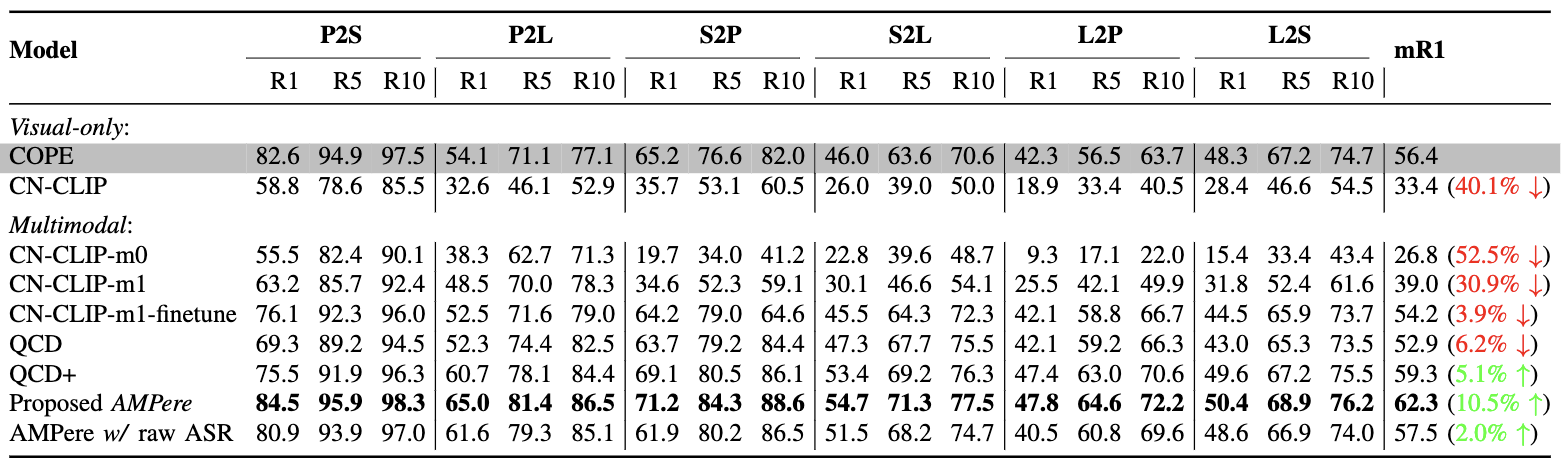 Model P2S P2L S2P S2L L2P L2S mR1
R1 R5 R10 R1 R5 R10 R1 R5 R10 R1 R5 R10 R1 R5 R10 R1 R5 R10
Visual-only:
COPE 82.6 94.9 97.5 54.1 71.1 77.1 65.2 76.6 82.0 46.0 63.6 70.6 42.3 56.5 63.7 48.3 67.2 74.7 56.4
CN-CLIP 58.8 78.6 85.5 32.6 46.1 52.9 35.7 53.1 60.5 26.0 39.0 50.0 18.9 33.4 40.5 28.4 46.6 54.5 33.4 (40.1% ↓)
Multimodal:
CN-CLIP-m0 55.5 82.4 90.1 38.3 62.7 71.3 19.7 34.0 41.2 22.8 39.6 48.7 9.3 17.1 22.0 15.4 33.4 43.4 26.8 (52.5% ↓)
CN-CLIP-m1 63.2 85.7 92.4 48.5 70.0 78.3 34.6 52.3 59.1 30.1 46.6 54.1 25.5 42.1 49.9 31.8 52.4 61.6 39.0 (30.9% ↓)
CN-CLIP-m1-finetune 76.1 92.3 96.0 52.5 71.6 79.0 64.2 79.0 64.6 45.5 64.3 72.3 42.1 58.8 66.7 44.5 65.9 73.7 54.2 (3.9% ↓)
QCD 69.3 89.2 94.5 52.3 74.4 82.5 63.7 79.2 84.4 47.3 67.7 75.5 42.1 59.2 66.3 43.0 65.3 73.5 52.9 (6.2% ↓)
QCD+ 75.5 91.9 96.3 60.7 78.1 84.4 69.1 80.5 86.1 53.4 69.2 76.3 47.4 63.0 70.6 49.6 67.2 75.5 59.3 (5.1% ↑)
Proposed AMPere 84.5 95.9 98.3 65.0 81.4 86.5 71.2 84.3 88.6 54.7 71.3 77.5 47.8 64.6 72.2 50.4 68.9 76.2 62.3 (10.5% ↑)
AMPere w/ raw ASR 80.9 93.9 97.0 61.6 79.3 85.1 61.9 80.2 86.5 51.5 68.2 74.7 40.5 60.8 69.6 48.6 66.9 74.0 57.5 (2.0% ↑)